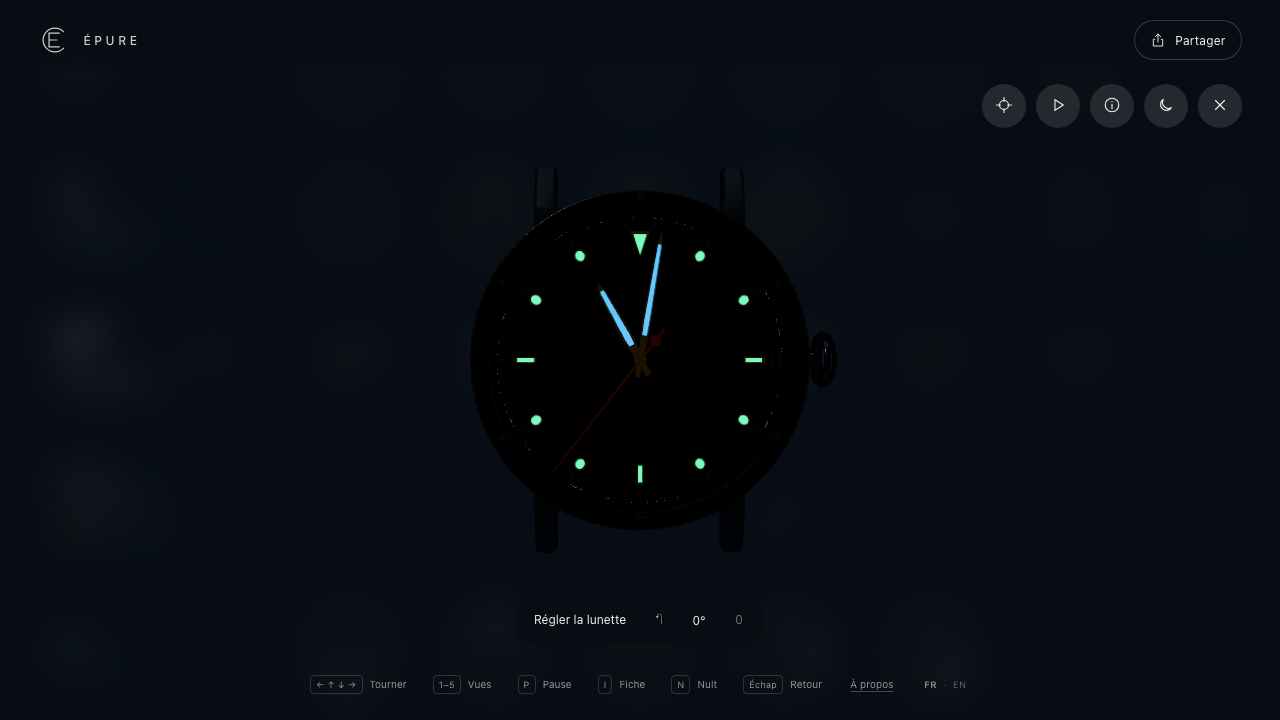 ÉPURE
Partager
Régler la lunette 0° 0
← ↑ ↓ → Tourner 1–5 Vues P Pause I Fiche N Nuit Échap Retour À propos FR · EN